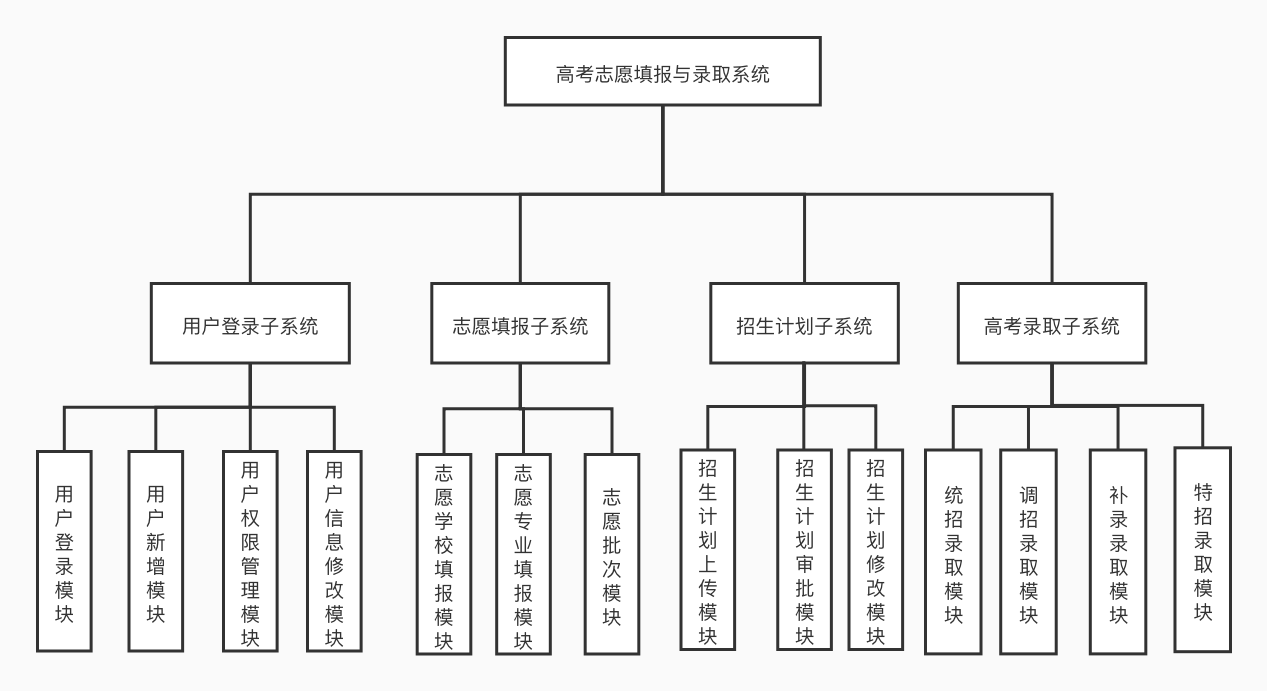 高考志愿填报与录取系统
用户登录子系统
志愿填报子系统
招生计划子系统
高考录取子系统
用户登录模块
用户新增模块
用户权限管理模块
用户信息修改模块
志愿学校填报模块
志愿专业填报模块
志愿批次模块
招生计划上传模块
招生计划审批模块
招生计划修改模块
统招录取模块
调招录取模块
补录录取模块
特招录取模块